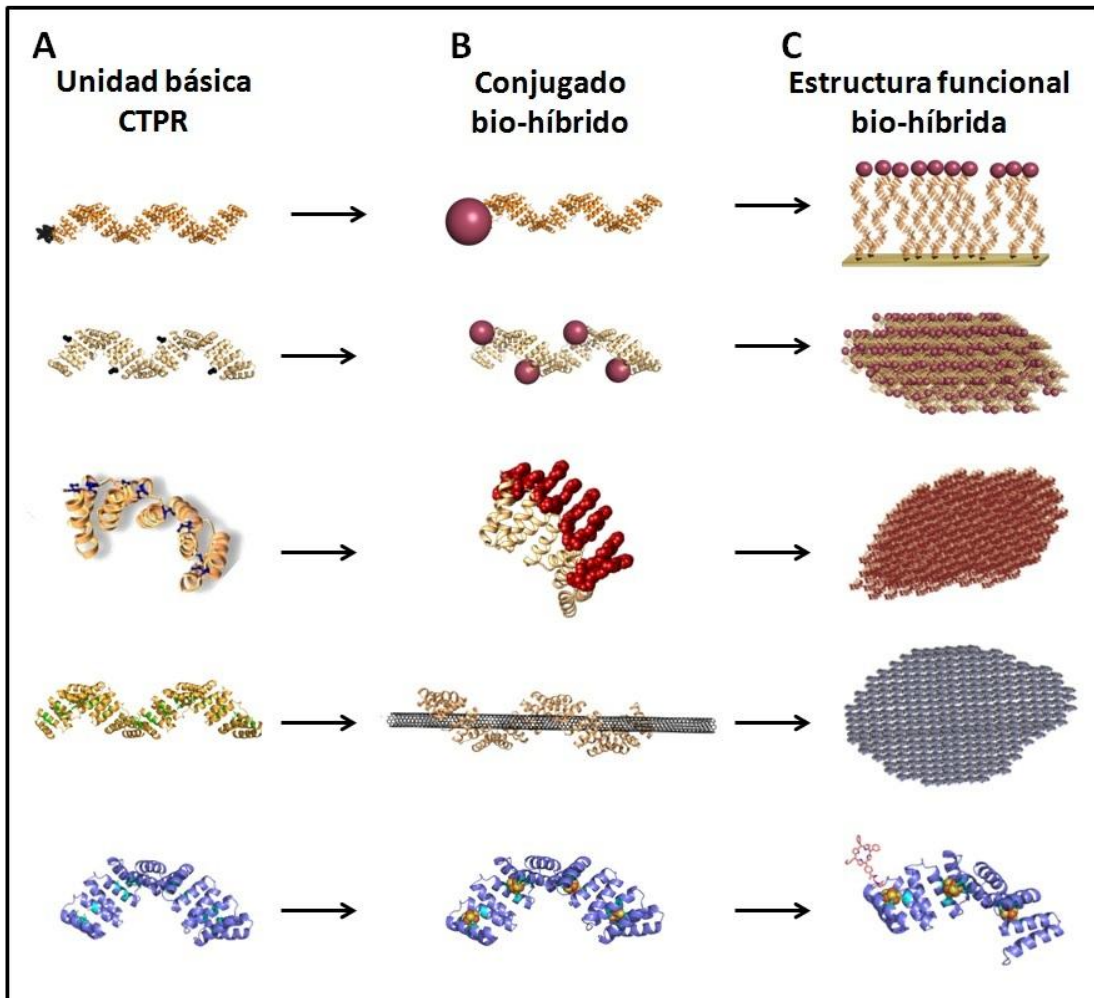 A
Unidad básica
CTPR
B
Conjugado
bio-híbrido
C
Estructura funcional
bio-híbrida